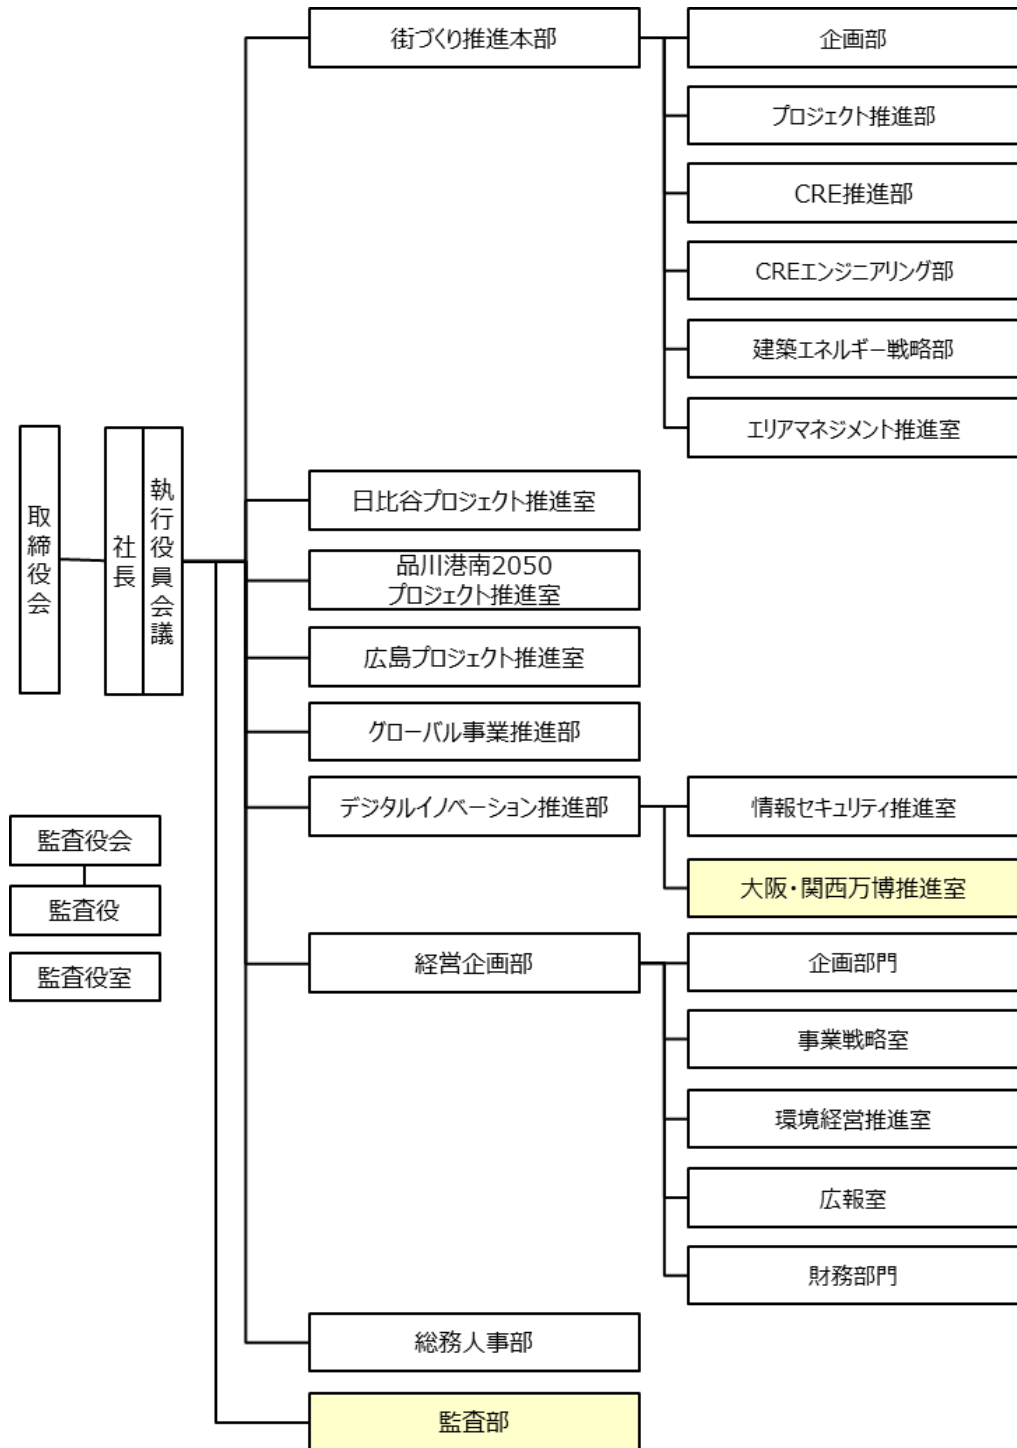 取締役会
社長
執行役員会議
監査役会
監査役
監査役室
街づくり推進本部
企画部
プロジェクト推進部
CRE推進部
CREエンジニアリング部
建築エネルギー戦略部
エリアマネジメント推進室
日比谷プロジェクト推進室
品川港南2050
プロジェクト推進室
広島プロジェクト推進室
グローバル事業推進部
デジタルイノベーション推進部
情報セキュリティ推進室
大阪・関西万博推進室
経営企画部
企画部門
事業戦略室
環境経営推進室
広報室
財務部門
総務人事部
監査部